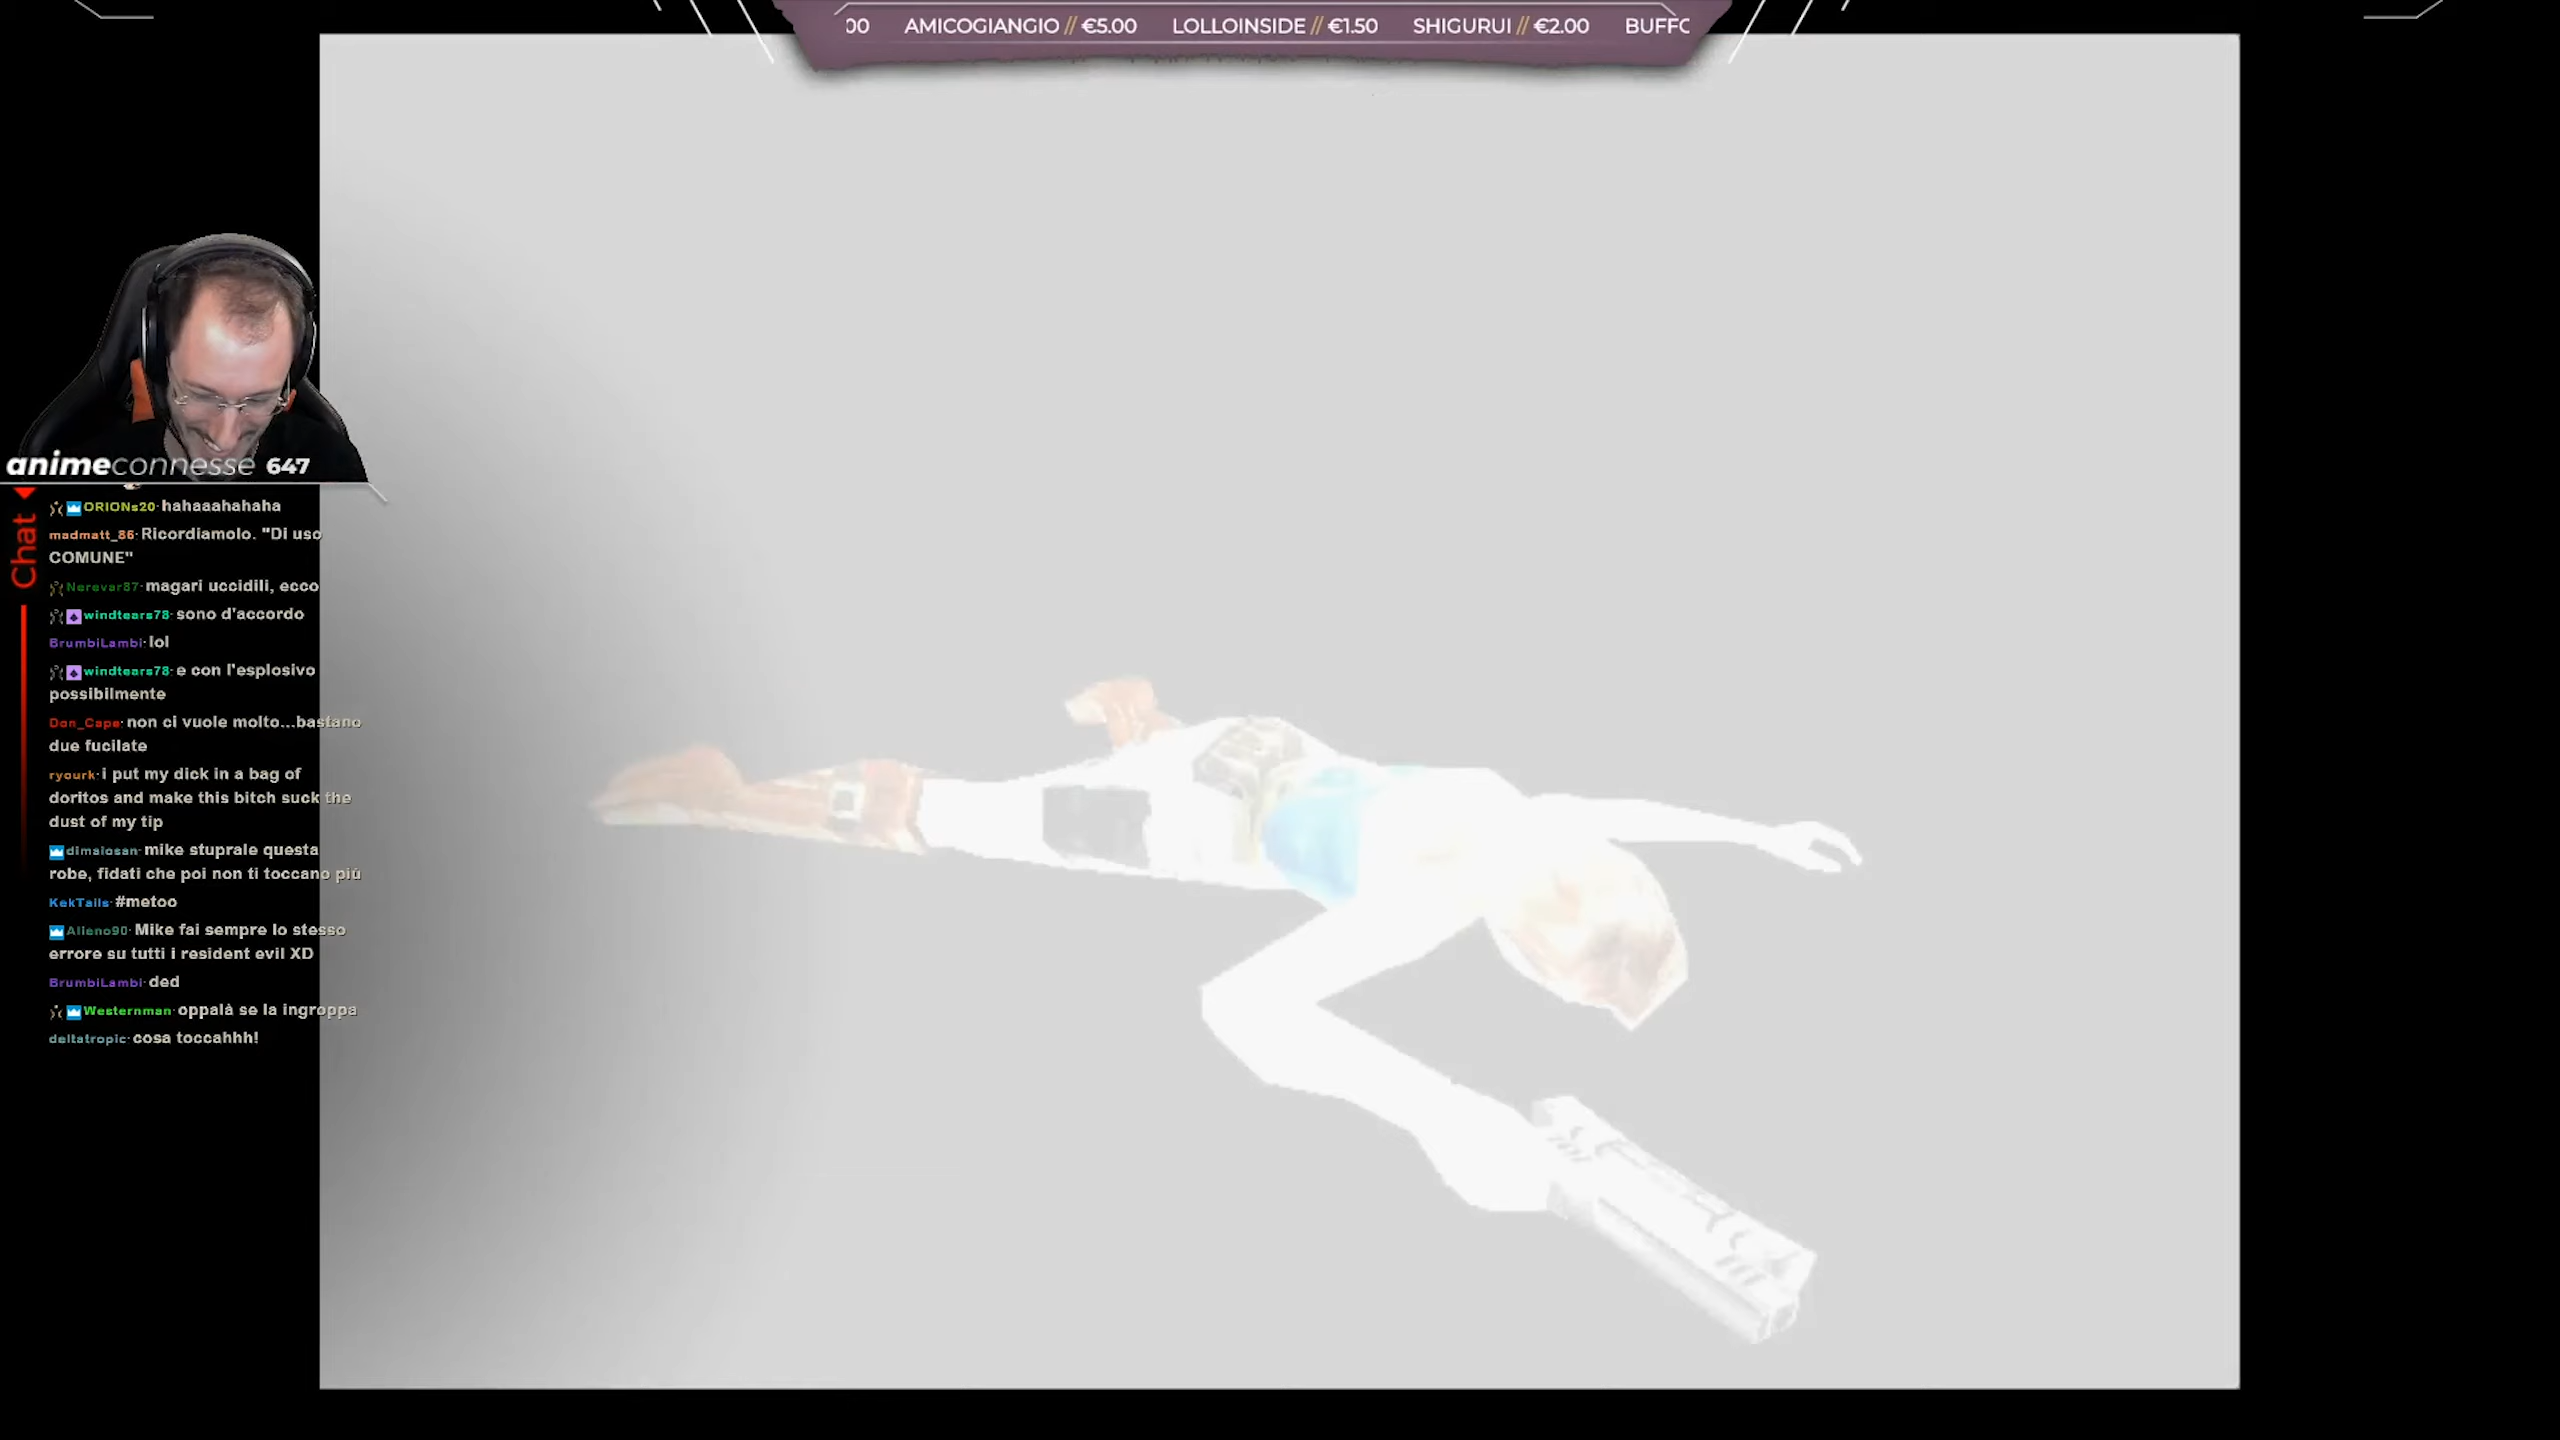 00 AMICOGIANGIO // €5.00 LOLLOINSIDE // €1.50 SHIGURUI // €2.00 BUFFO
animeconnesse 647
Chat
ORIONs20: hahaaahahaha
madmatt_86: Ricordiamolo. "Di uso
COMUNE"
Nerevar87: magari uccidili, ecco
windtears78: sono d'accordo
BrumbiLambi: lol
windtears78: e con l'esplosivo
possibilmente
Don_Cape: non ci vuole molto...bastano
due fucilate
ryourk: i put my dick in a bag of
doritos and make this bitch suck the
dust of my tip
dimaiosan: mike stuprale questa
robe, fidati che poi non ti toccano più
KekTails: #metoo
Alieno90: Mike fai sempre lo stesso
errore su tutti i resident evil XD
BrumbiLambi: ded
Westernman: oppalà se la ingroppa
deltatropic: cosa toccahhh!